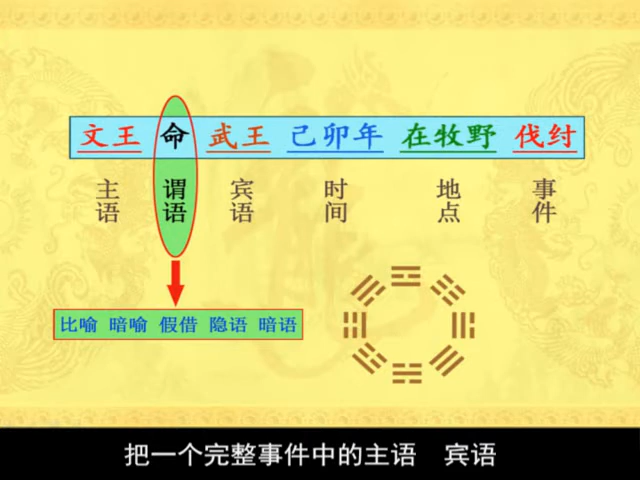 文王 命 武王 己卯年 在牧野 伐纣
主语 谓语 宾语 时间 地点 事件
比喻 暗喻 假借 隐语 暗语
把一个完整事件中的主语 宾语